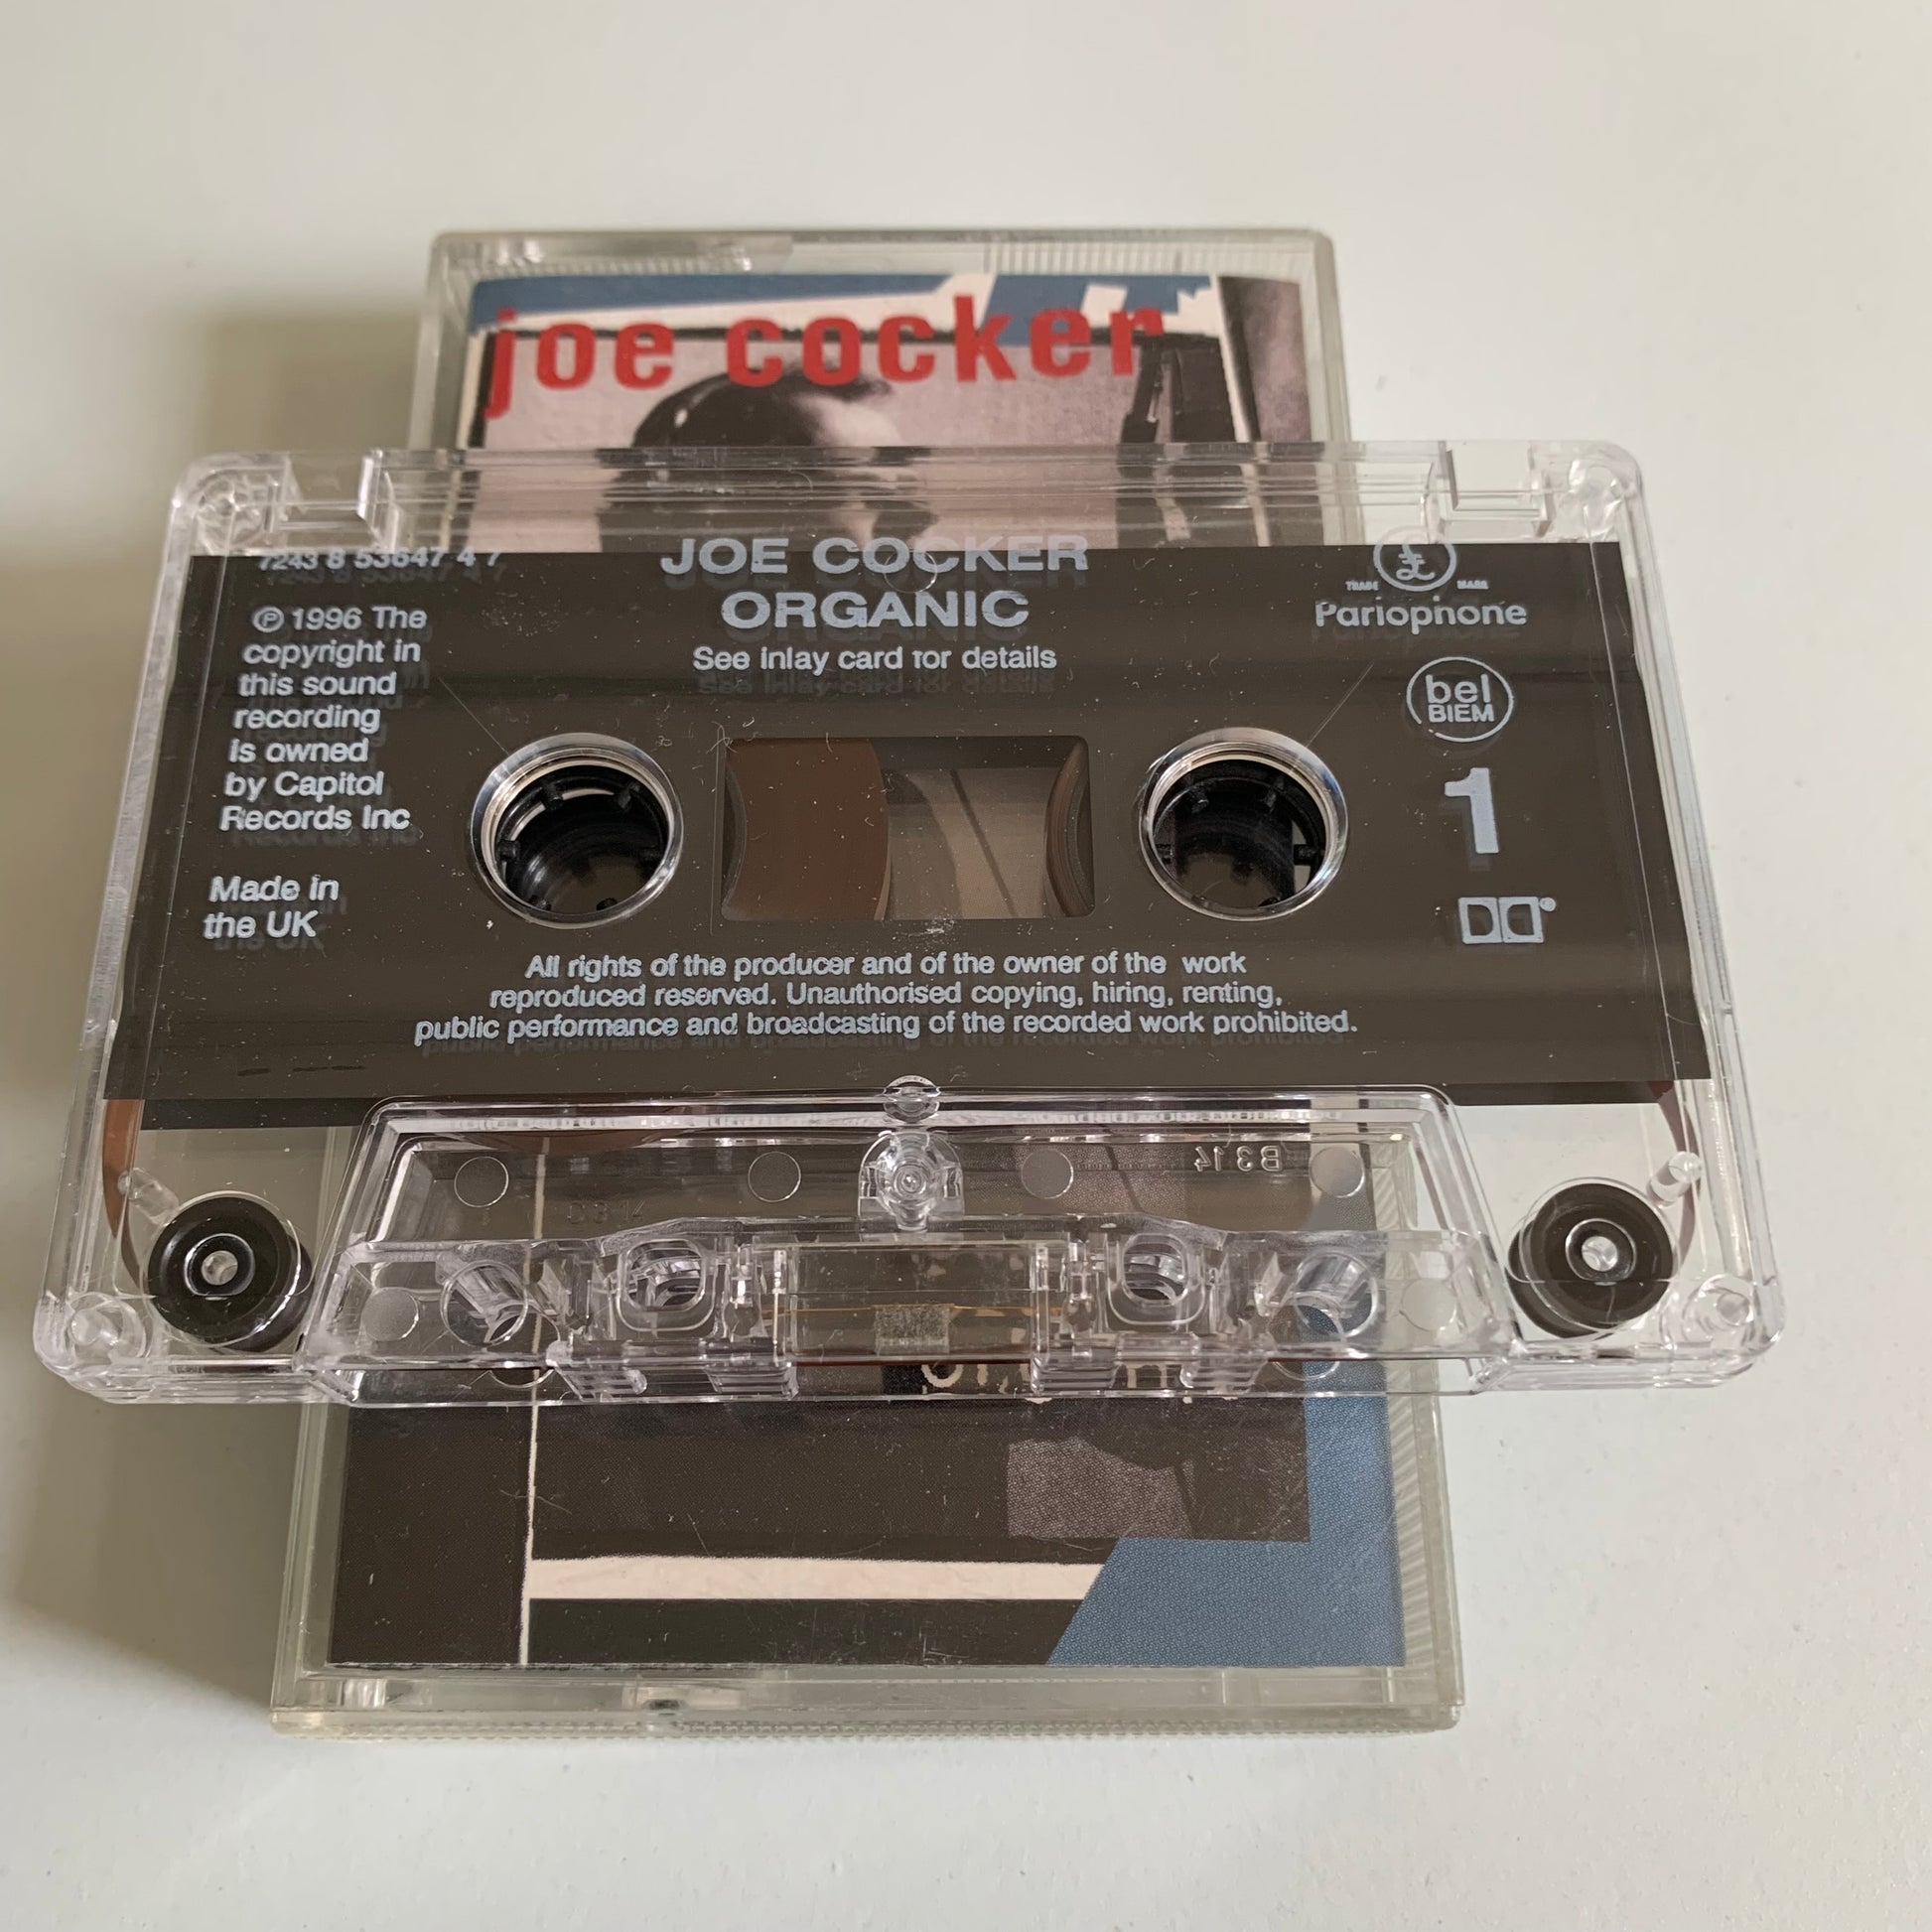 joe cocker
7243 8 53647 4 7
JOE COCKER
ORGANIC
See inlay card for details
℗ 1996 The
copyright in
this sound
recording
is owned
by Capitol
Records Inc
Made in
the UK
£
TRADE MARK
Parlophone
bel
BIEM
1
All rights of the producer and of the owner of the work
reproduced reserved. Unauthorised copying, hiring, renting,
public performance and broadcasting of the recorded work prohibited.
B314